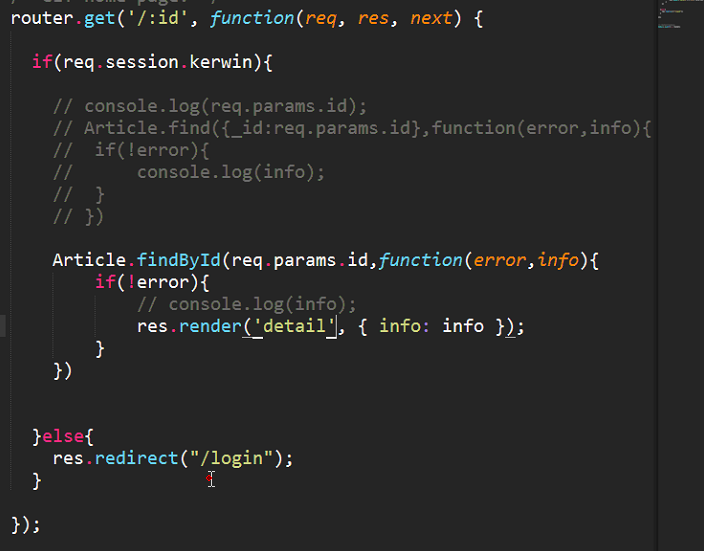 router.get('/:id', function(req, res, next) {
if(req.session.kerwin){
// console.log(req.params.id);
// Article.find({_id:req.params.id},function(error,info){
// if(!error){
// console.log(info);
// }
// })
Article.findById(req.params.id,function(error,info){
if(!error){
// console.log(info);
res.render('detail', { info: info });
}
})
}else{
res.redirect("/login");
}
});